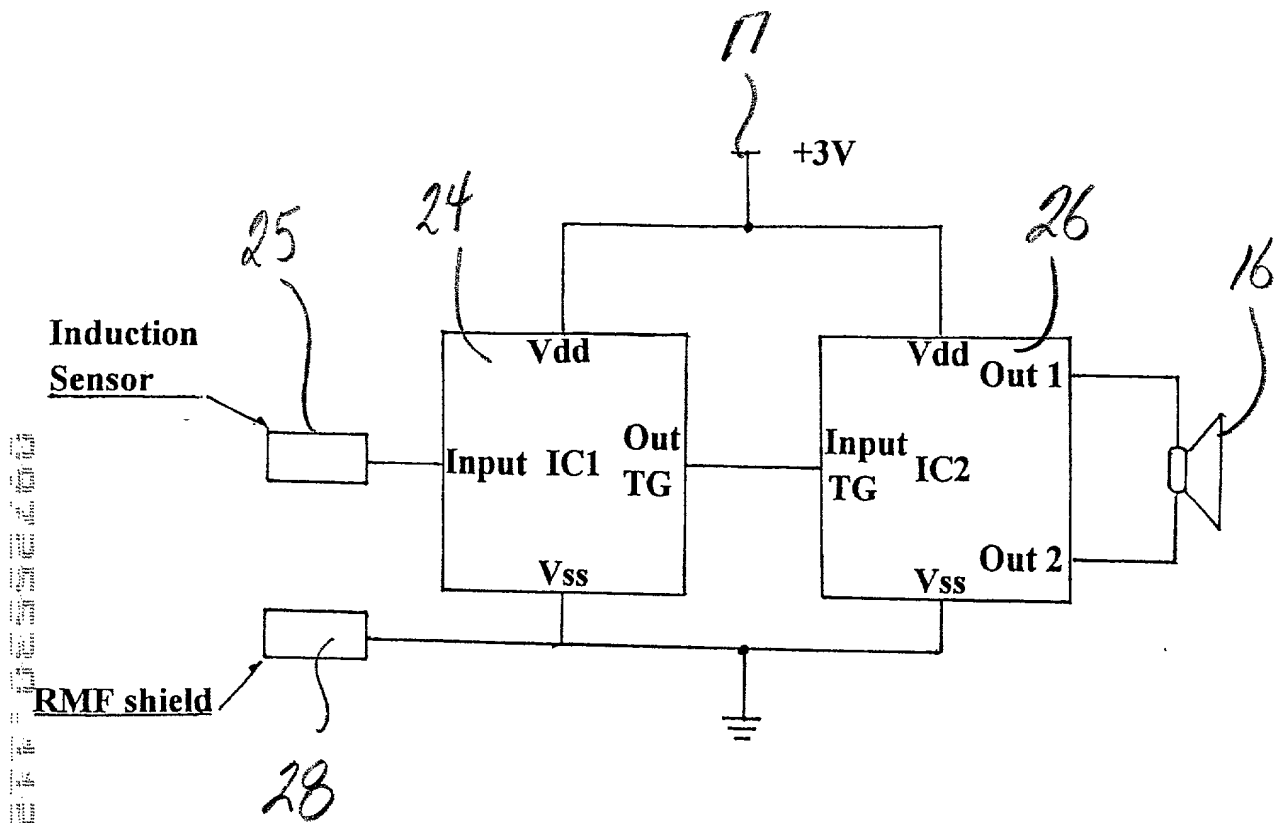 17
+3V
24
26
25
16
Induction
Sensor
Vdd
Vdd
Out 1
Input IC1
Out
TG
Input
TG
IC2
Vss
Vss
Out 2
RMF shield
28